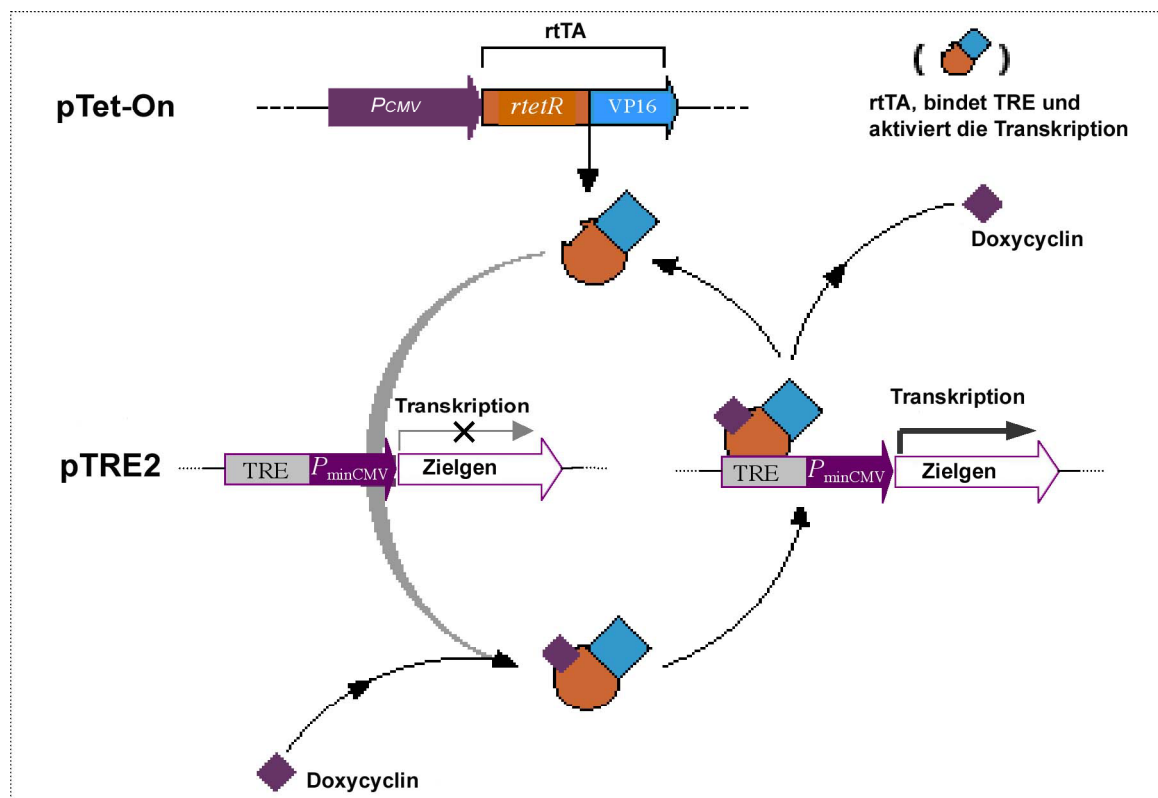 rtTA
pTet-On
PCMV
rtetR
VP16
( )
rtTA, bindet TRE und
aktiviert die Transkription
Doxycyclin
pTRE2
Transkription
TRE
PminCMV
Zielgen
Transkription
TRE
PminCMV
Zielgen
Doxycyclin